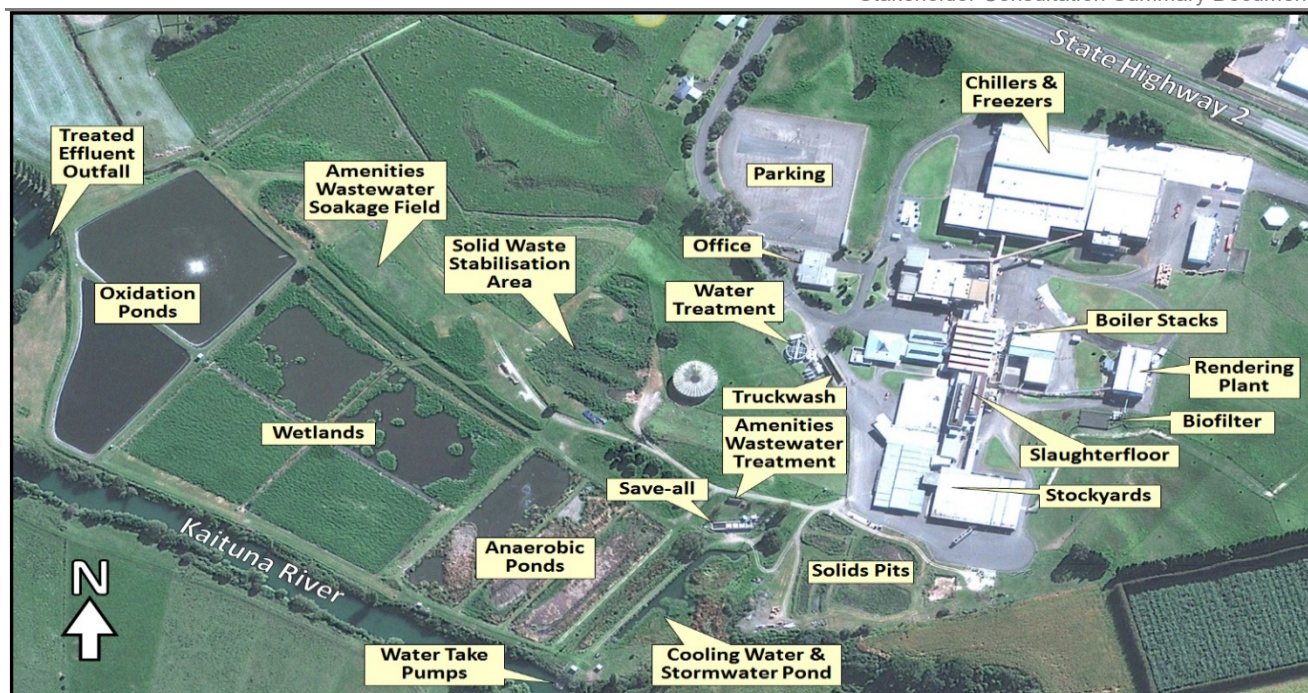 Stakeholder Consultation Summary Document
State Highway 2
Chillers &
Freezers
Treated
Effluent
Outfall
Amenities
Wastewater
Soakage Field
Parking
Solid Waste
Stabilisation
Area
Office
Water
Treatment
Oxidation
Ponds
Boiler Stacks
Rendering
Plant
Truckwash
Wetlands
Amenities
Wastewater
Treatment
Biofilter
Slaughterfloor
Save-all
Stockyards
Kaituna River
Anaerobic
Ponds
Solids Pits
N
Water Take
Pumps
Cooling Water &
Stormwater Pond